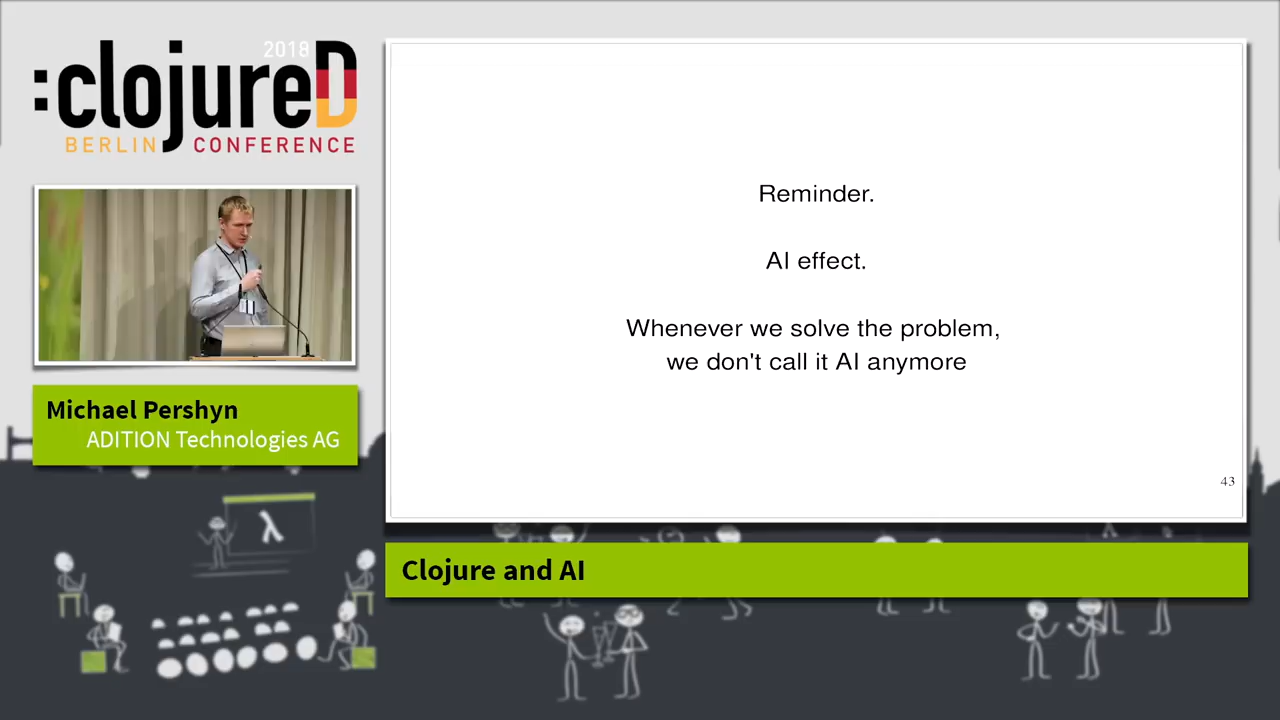 2018
:clojureD
BERLIN CONFERENCE
Reminder.
AI effect.
Whenever we solve the problem,
we don't call it AI anymore
43
Michael Pershyn
ADITION Technologies AG
λ
Clojure and AI